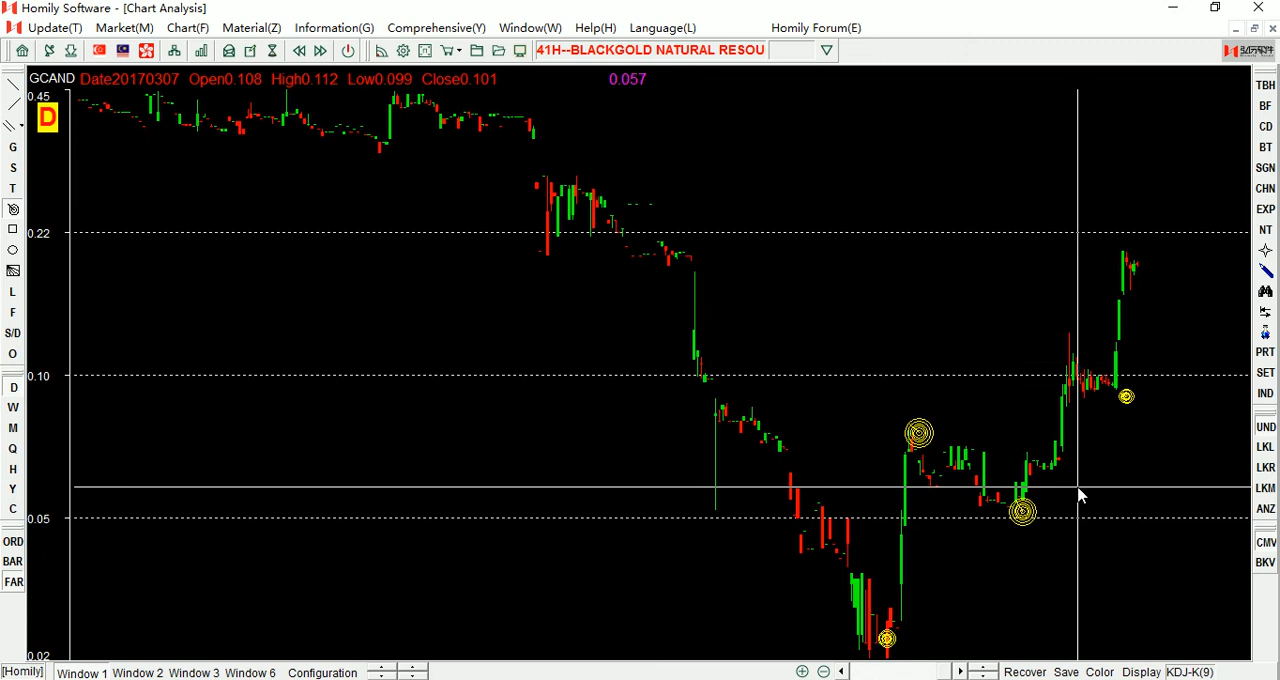 Homily Software - [Chart Analysis]
Update(T) Market(M) Chart(F) Material(Z) Information(G) Comprehensive(Y) Window(W) Help(H) Language(L) Homily Forum(E)
41H--BLACKGOLD NATURAL RESOU
弘历软件
GCAND Date20170307 Open0.108 High0.112 Low0.099 Close0.101 0.057
0.45
D
0.22
0.10
0.05
0.02
G
S
T
L
F
S/D
O
D
W
M
Q
H
Y
C
ORD
BAR
FAR
TBH
BF
CD
BT
SGN
CHN
EXP
NT
PRT
SET
IND
UND
LKL
LKR
LKM
ANZ
CMV
BKV
[Homily] Window 1 Window 2 Window 3 Window 6 Configuration Recover Save Color Display KDJ-K(9)